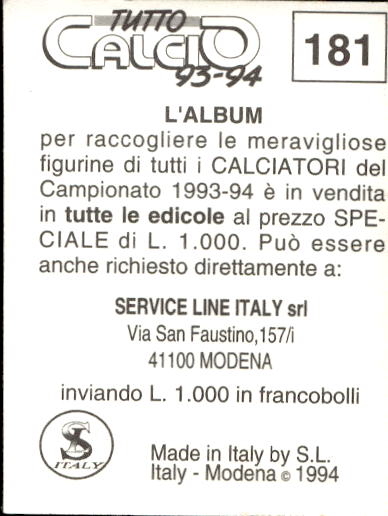 TUTTO
CALCIO
93-94
181
L'ALBUM
per raccogliere le meravigliose
figurine di tutti i CALCIATORI del
Campionato 1993-94 è in vendita
in tutte le edicole al prezzo SPE-
CIALE di L. 1.000. Può essere
anche richiesto direttamente a:
SERVICE LINE ITALY srl
Via San Faustino,157/i
41100 MODENA
inviando L. 1.000 in francobolli
SL
ITALY
Made in Italy by S.L.
Italy - Modena © 1994